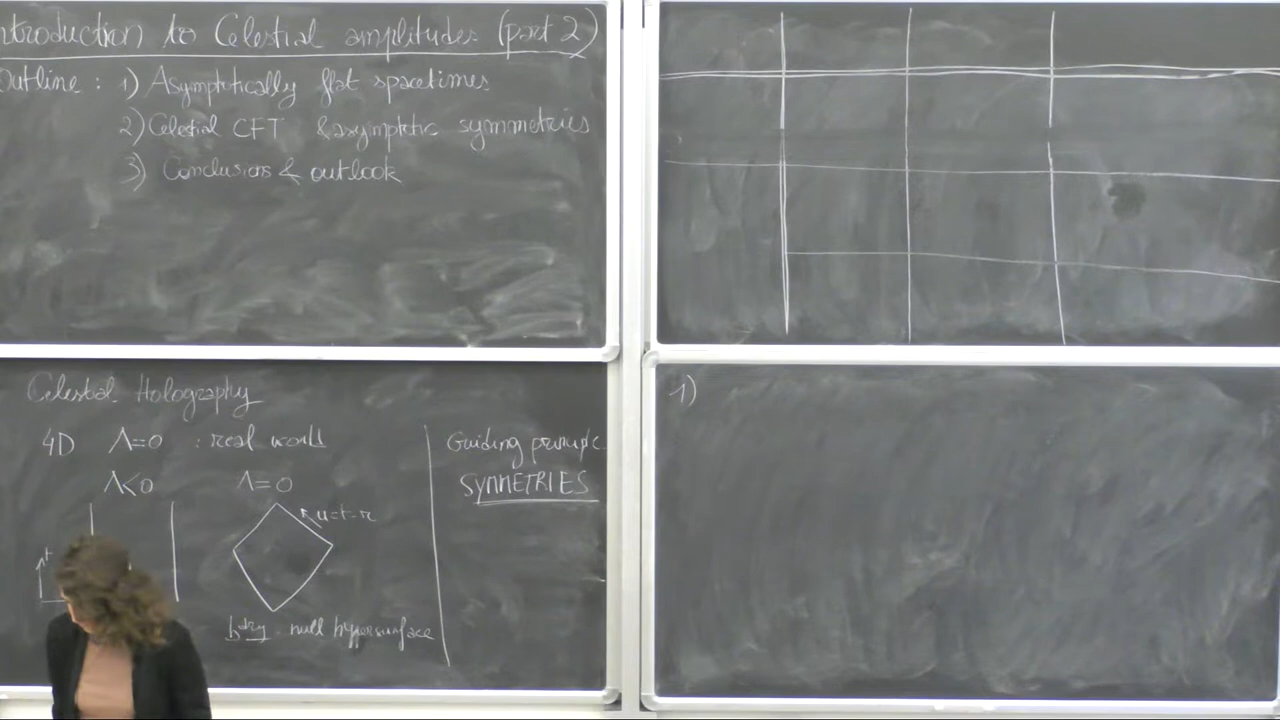 ntroduction to Celestial amplitudes (part 2)
Outline : 1) Asymptotically flat spacetimes
2) Celestial CFT & asymptotic symmetries
3) Conclusions & outlook
Celestial Holography
4D Λ=0 : real world
Λ<0 Λ=0
u=t-r
t
bdry null hypersurface
Guiding principle
SYMMETRIES
1)